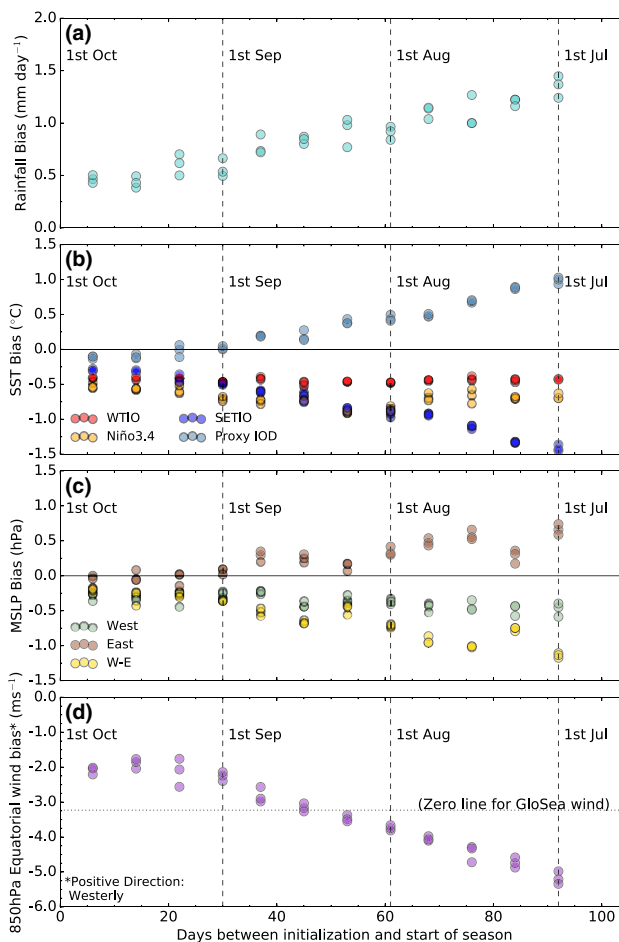 (a)
1st Oct
1st Sep
1st Aug
1st Jul
Rainfall Bias (mm day⁻¹)
2.0
1.5
1.0
0.5
0.0
(b)
1st Oct
1st Sep
1st Aug
1st Jul
SST Bias (°C)
1.5
1.0
0.5
0.0
-0.5
-1.0
-1.5
WTIO
SETIO
Niño3.4
Proxy IOD
(c)
1st Oct
1st Sep
1st Aug
1st Jul
MSLP Bias (hPa)
1.5
1.0
0.5
0.0
-0.5
-1.0
-1.5
West
East
W-E
(d)
1st Oct
1st Sep
1st Aug
1st Jul
850hPa Equatorial wind bias* (ms⁻¹)
0.0
-1.0
-2.0
-3.0
-4.0
-5.0
-6.0
(Zero line for GloSea wind)
*Positive Direction:
Westerly
0 20 40 60 80 100
Days between initialization and start of season